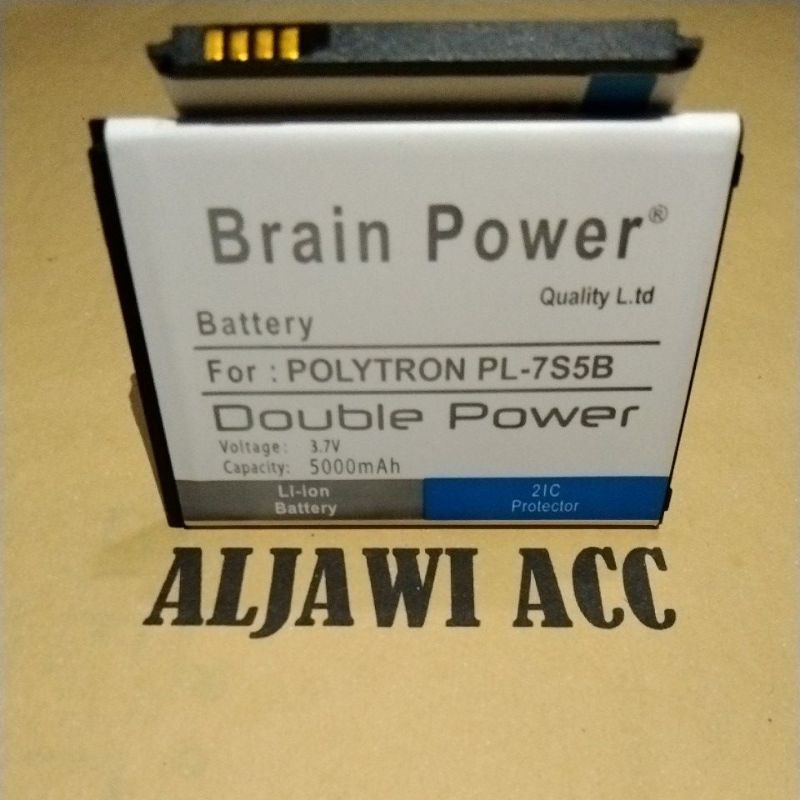 Brain Power®
Quality L.td
Battery
For : POLYTRON PL-7S5B
Double Power
Voltage: 3.7V
Capacity: 5000mAh
LI-ion
Battery
2IC
Protector
ALJAWI ACC